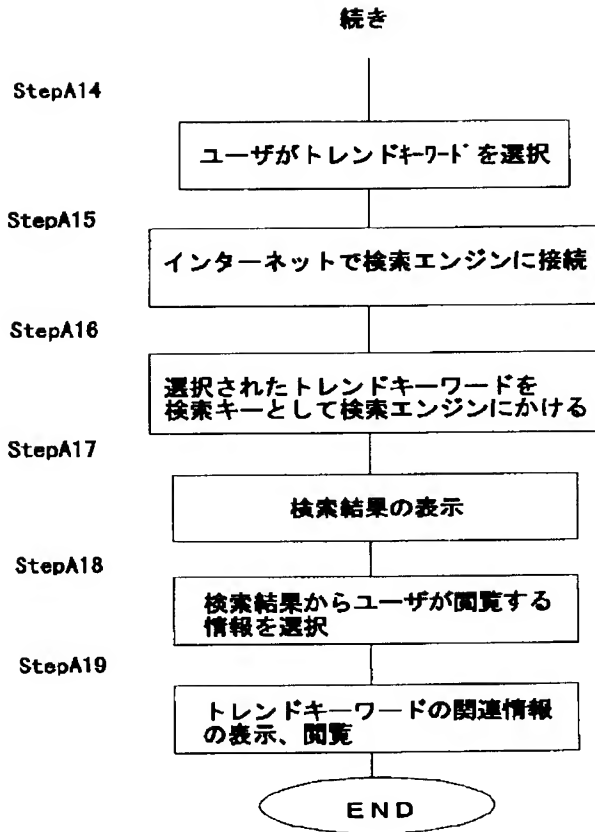 続き
StepA14
ユーザがトレンドｷｰﾜｰﾄﾞを選択
StepA15
インターネットで検索エンジンに接続
StepA16
選択されたトレンドキーワードを
検索キーとして検索エンジンにかける
StepA17
検索結果の表示
StepA18
検索結果からユーザが閲覧する
情報を選択
StepA19
トレンドキーワードの関連情報
の表示、閲覧
END